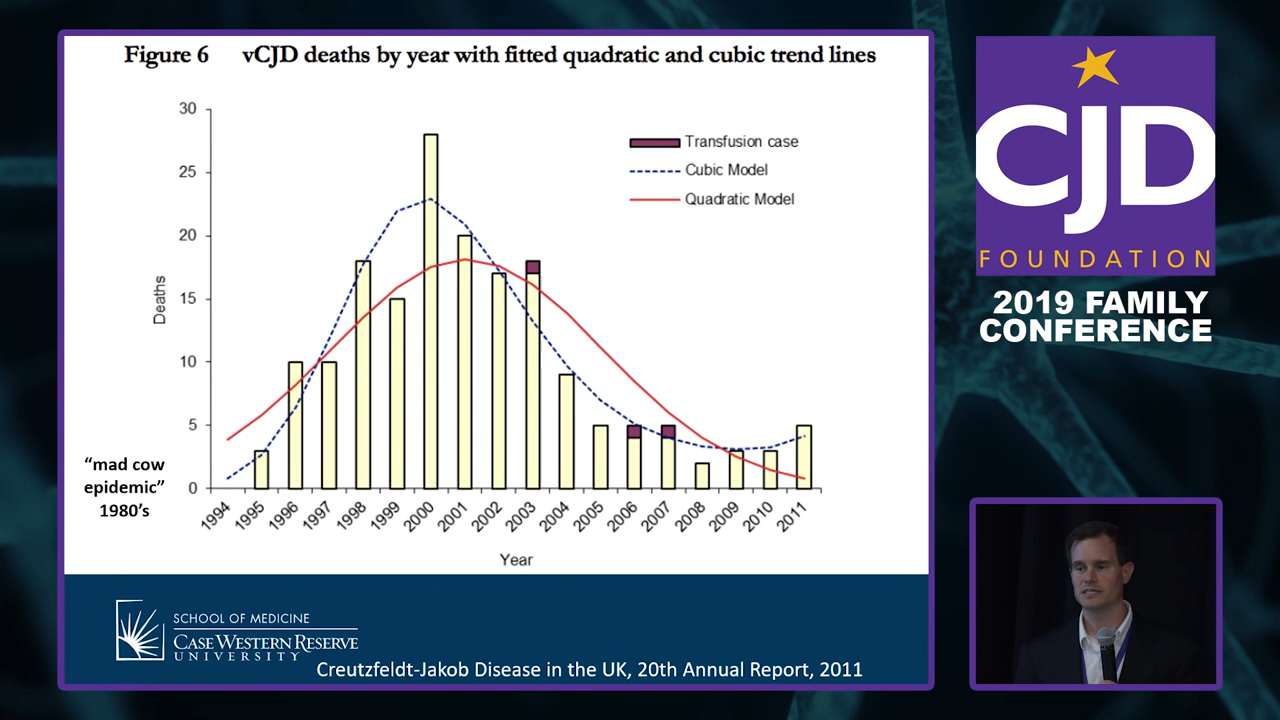 Figure 6 vCJD deaths by year with fitted quadratic and cubic trend lines
30
25
20
15
10
5
0
Deaths
Transfusion case
Cubic Model
Quadratic Model
"mad cow
epidemic"
1980's
1994 1995 1996 1997 1998 1999 2000 2001 2002 2003 2004 2005 2006 2007 2008 2009 2010 2011
Year
SCHOOL OF MEDICINE
CASE WESTERN RESERVE
UNIVERSITY
Creutzfeldt-Jakob Disease in the UK, 20th Annual Report, 2011
CJD
FOUNDATION
2019 FAMILY
CONFERENCE